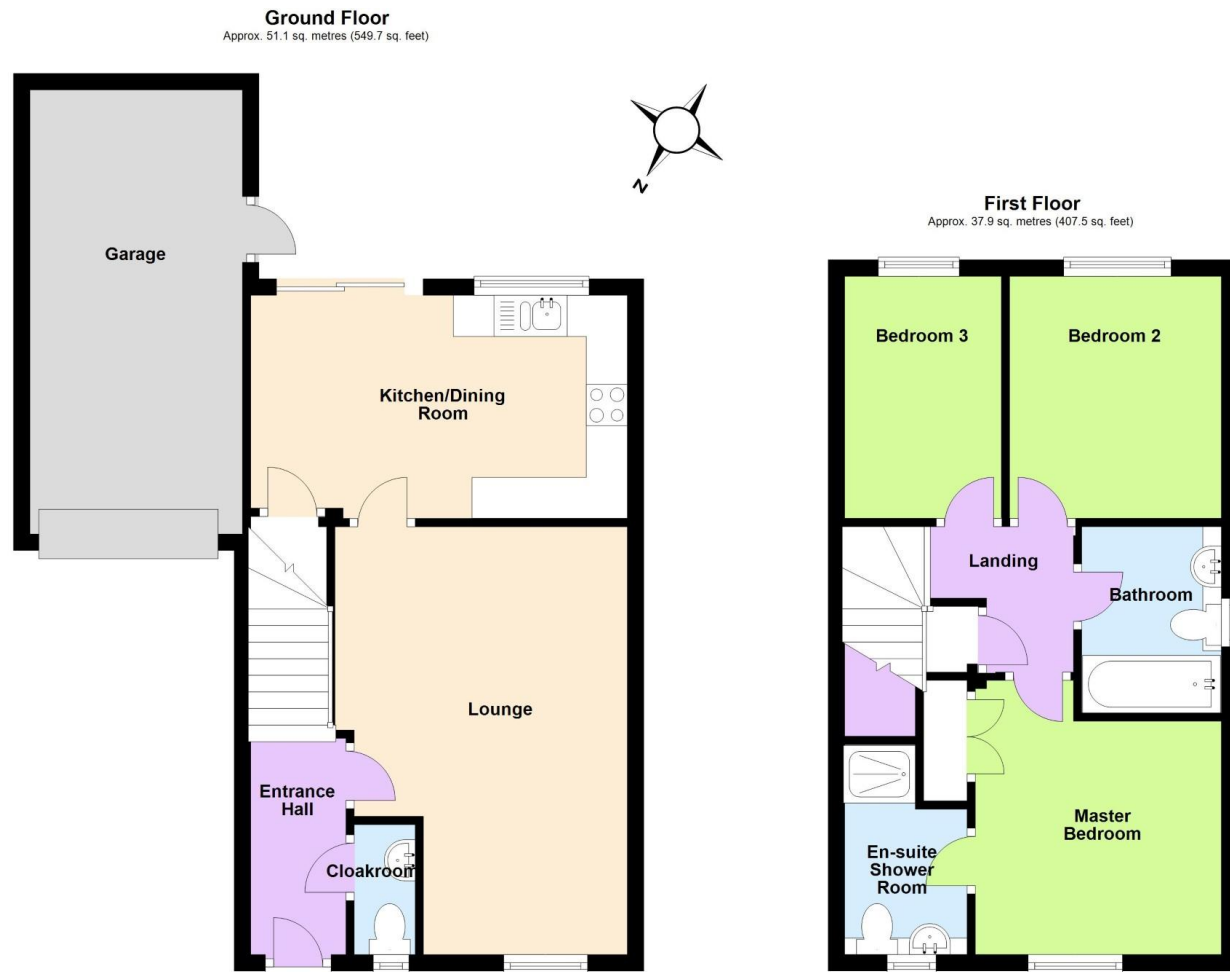 Ground Floor
Approx. 51.1 sq. metres (549.7 sq. feet)
Garage
Kitchen/Dining
Room
Lounge
Entrance
Hall
Cloakroom
N
First Floor
Approx. 37.9 sq. metres (407.5 sq. feet)
Bedroom 3
Bedroom 2
Landing
Bathroom
Master
Bedroom
En-suite
Shower
Room